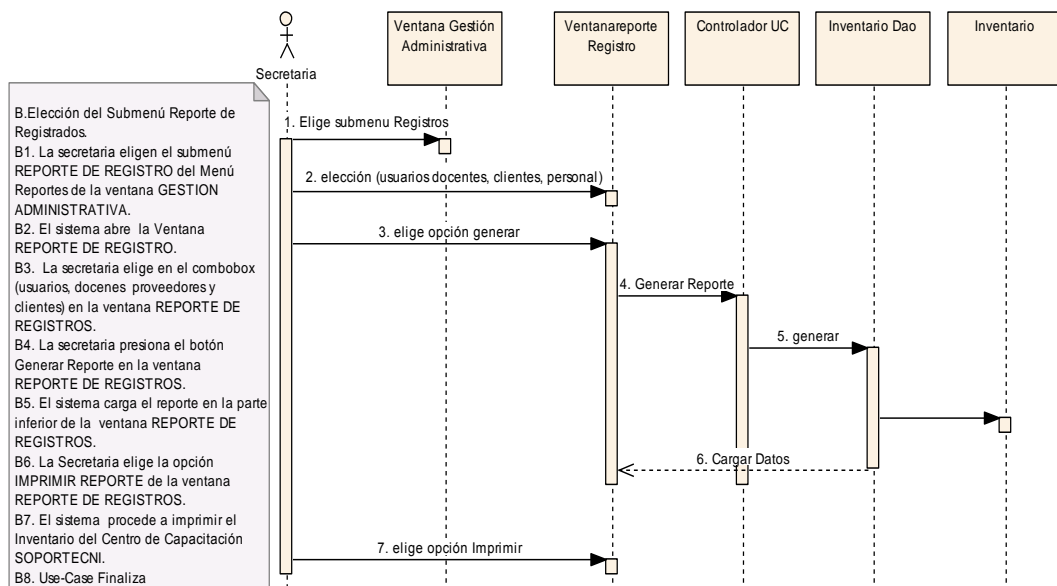 Ventana Gestión
Administrativa
Ventanareporte
Registro
Controlador UC
Inventario Dao
Inventario
Secretaria
B.Elección del Submenú Reporte de
Registrados.
B1. La secretaria eligen el submenú
REPORTE DE REGISTRO del Menú
Reportes de la ventana GESTION
ADMINISTRATIVA.
B2. El sistema abre la Ventana
REPORTE DE REGISTRO.
B3. La secretaria elige en el combobox
(usuarios, docenes proveedores y
clientes) en la ventana REPORTE DE
REGISTROS.
B4. La secretaria presiona el botón
Generar Reporte en la ventana
REPORTE DE REGISTROS.
B5. El sistema carga el reporte en la parte
inferior de la ventana REPORTE DE
REGISTROS.
B6. La Secretaria elige la opción
IMPRIMIR REPORTE de la ventana
REPORTE DE REGISTROS.
B7. El sistema procede a imprimir el
Inventario del Centro de Capacitación
SOPORTECNI.
B8. Use-Case Finaliza
1. Elige submenu Registros
2. elección (usuarios docentes, clientes, personal)
3. elige opción generar
4. Generar Reporte
5. generar
6. Cargar Datos
7. elige opción Imprimir